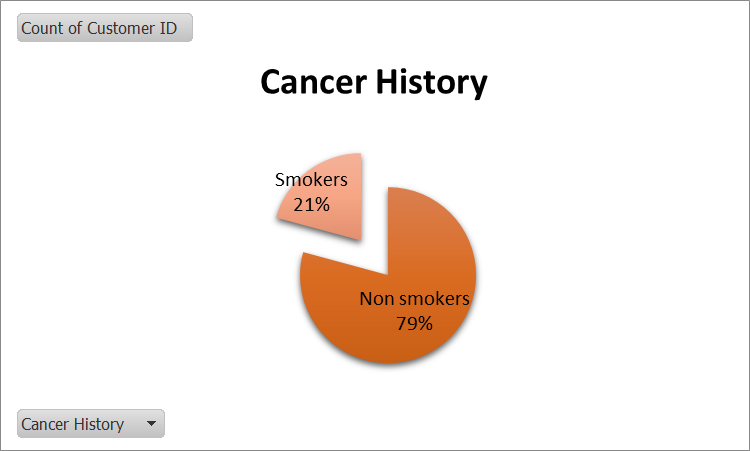 Count of Customer ID
Cancer History
Smokers
21%
Non smokers
79%
Cancer History